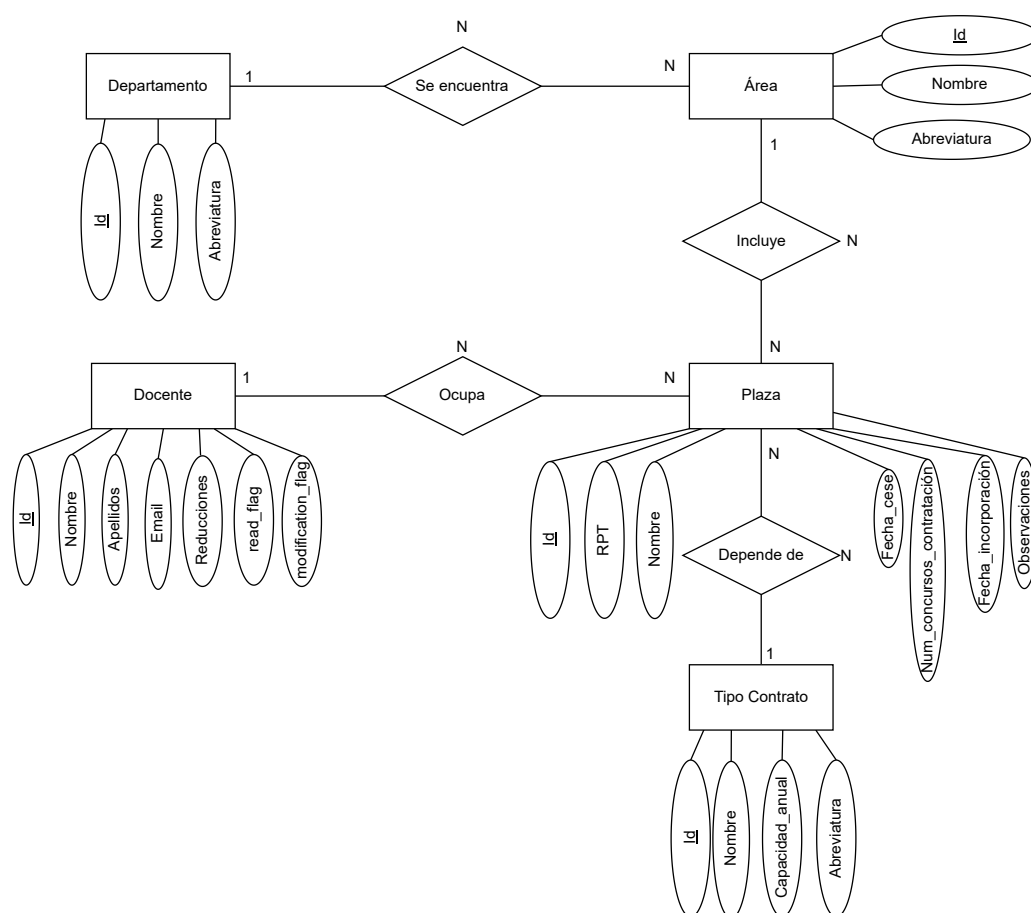 N
Departamento
1
Se encuentra
N
Área
Id
Nombre
Abreviatura
Id
Nombre
Abreviatura
1
Incluye
N
N
N
Docente
1
Ocupa
N
Plaza
Id
Nombre
Apellidos
Email
Reducciones
read_flag
modification_flag
Id
RPT
Nombre
N
Fecha_cese
Num_concursos_contratación
Fecha_incorporación
Observaciones
Depende de
N
1
Tipo Contrato
Id
Nombre
Capacidad_anual
Abreviatura